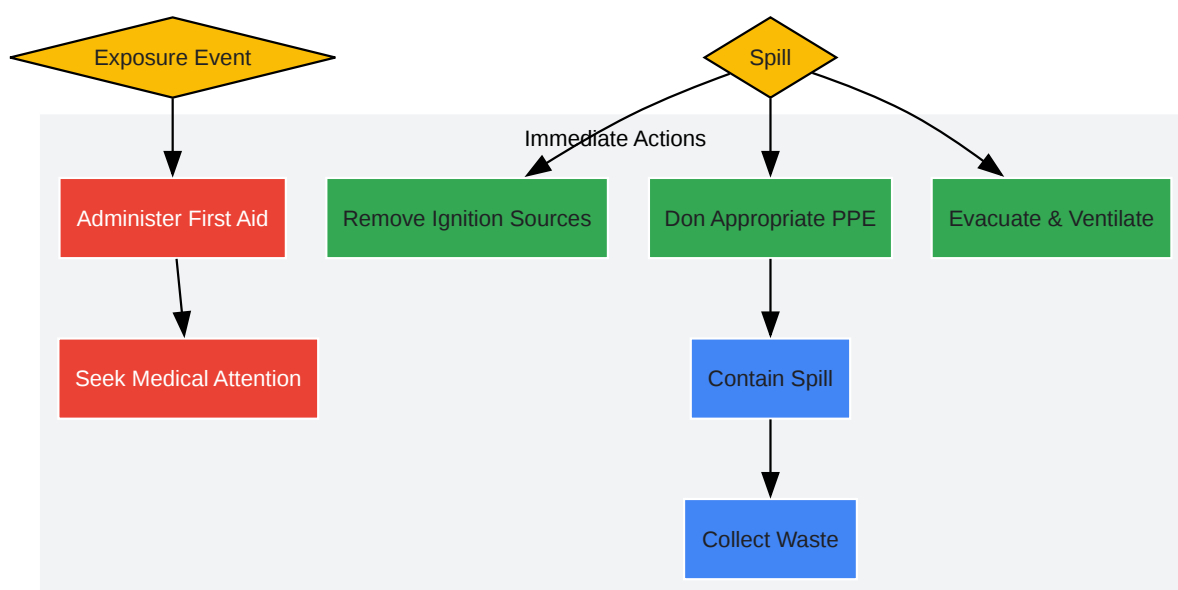 Exposure Event
Spill
Immediate Actions
Administer First Aid
Remove Ignition Sources
Don Appropriate PPE
Evacuate & Ventilate
Seek Medical Attention
Contain Spill
Collect Waste